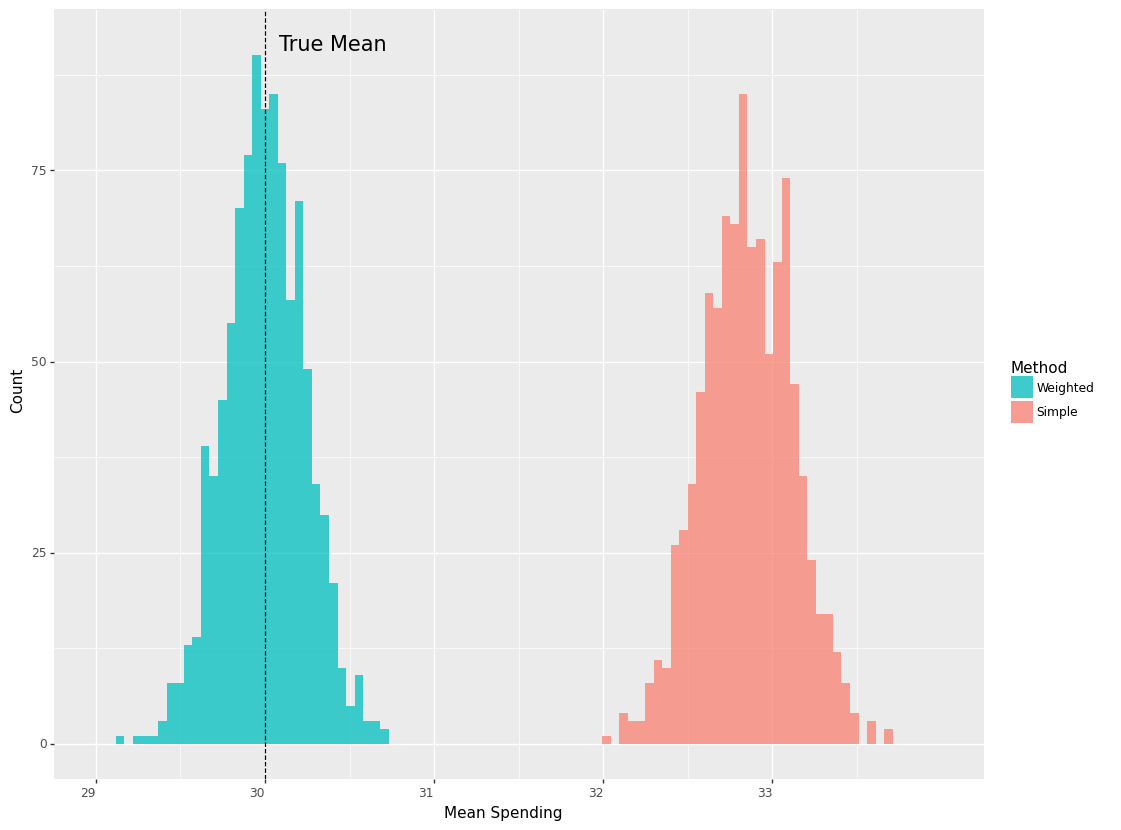 True Mean
75
50
25
0
Count
29 30 31 32 33
Mean Spending
Method
Weighted
Simple